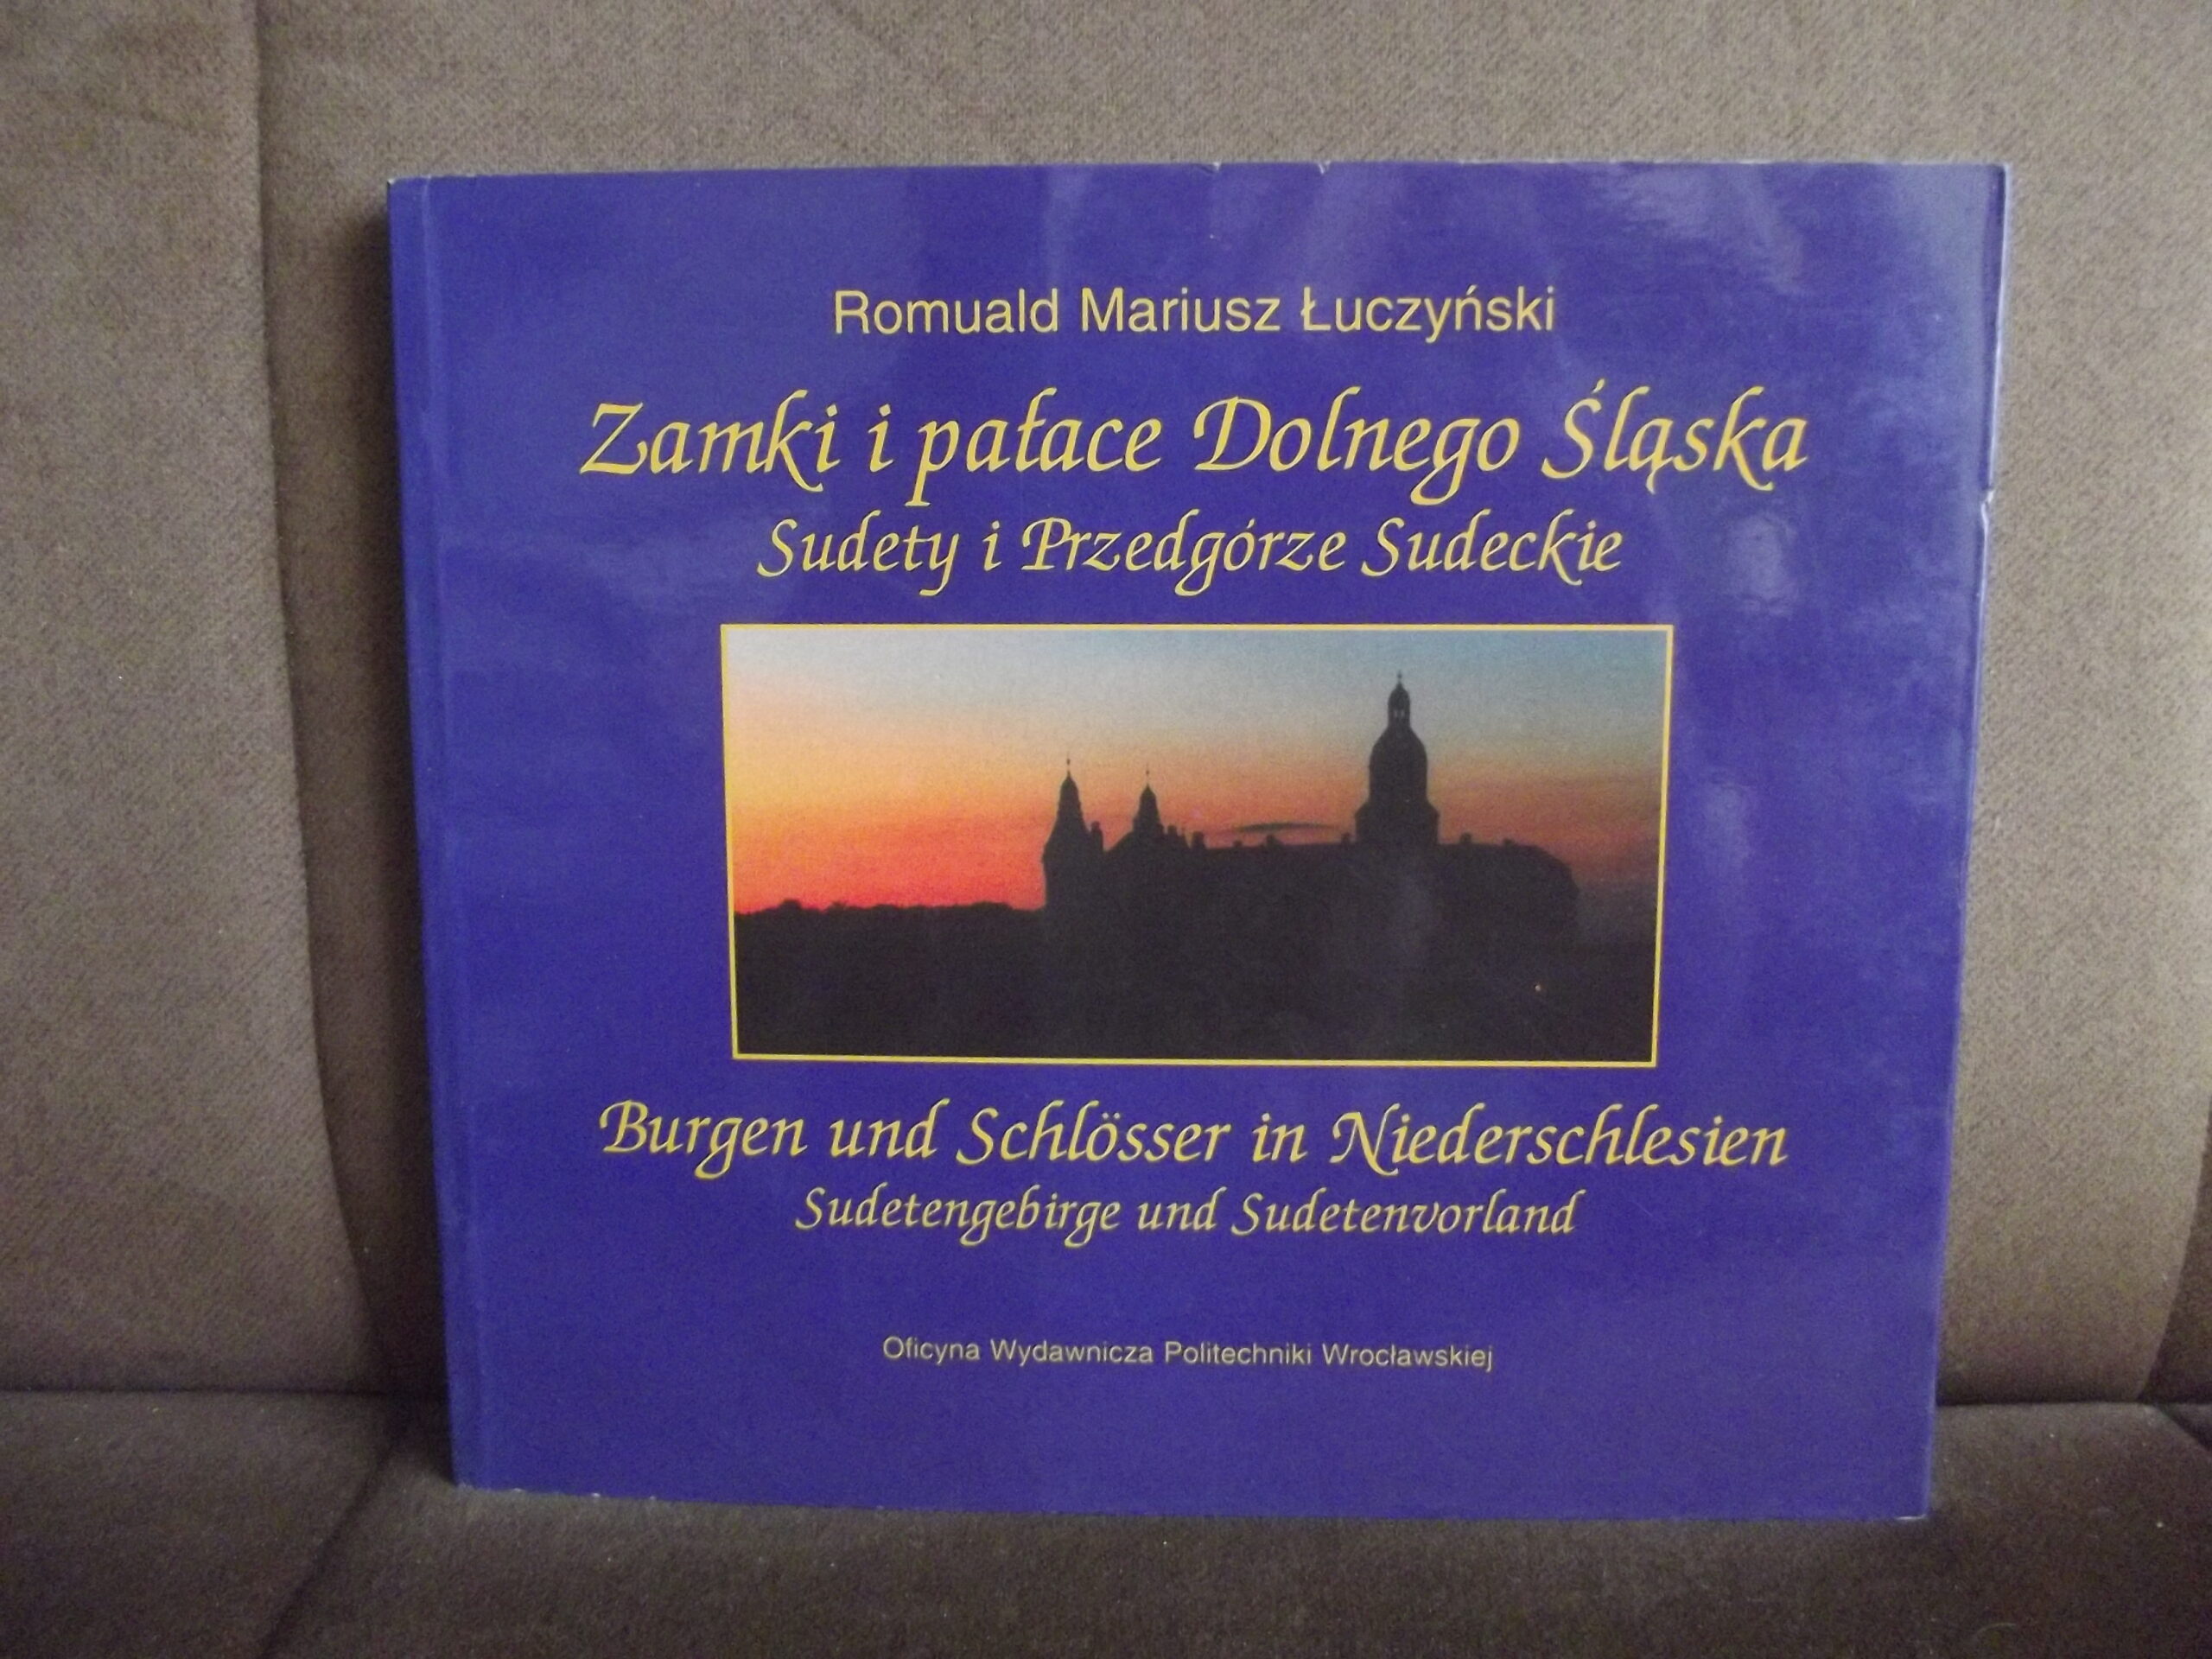 Romuald Mariusz Łuczyński
Zamki i pałace Dolnego Śląska
Sudety i Przedgórze Sudeckie
Burgen und Schlösser in Niederschlesien
Sudetengebirge und Sudetenvorland
Oficyna Wydawnicza Politechniki Wrocławskiej